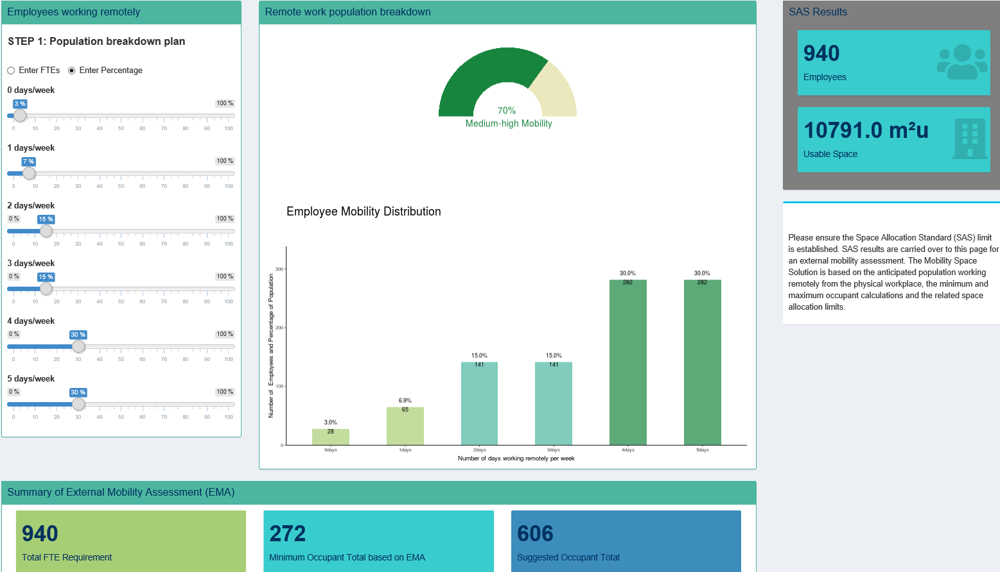 Employees working remotely
STEP 1: Population breakdown plan
Enter FTEs Enter Percentage
0 days/week
3 % 100 %
0 10 20 30 40 50 60 70 80 90 100
1 days/week
7 % 100 %
0 10 20 30 40 50 60 70 80 90 100
2 days/week
0 % 15 % 100 %
0 10 20 30 40 50 60 70 80 90 100
3 days/week
0 % 15 % 100 %
0 10 20 30 40 50 60 70 80 90 100
4 days/week
0 % 30 % 100 %
0 10 20 30 40 50 60 70 80 90 100
5 days/week
0 % 30 % 100 %
0 10 20 30 40 50 60 70 80 90 100
Remote work population breakdown
70%
Medium-high Mobility
Employee Mobility Distribution
Number of Employees and Percentage of Population
300
200
100
0
3.0%
28
6.9%
65
15.0%
141
15.0%
141
30.0%
282
30.0%
282
0days 1days 2days 3days 4days 5days
Number of days working remotely per week
SAS Results
940
Employees
10791.0 m²u
Usable Space
Please ensure the Space Allocation Standard (SAS) limit
is established. SAS results are carried over to this page for
an external mobility assessment. The Mobility Space
Solution is based on the anticipated population working
remotely from the physical workplace, the minimum and
maximum occupant calculations and the related space
allocation limits.
Summary of External Mobility Assessment (EMA)
940
Total FTE Requirement
272
Minimum Occupant Total based on EMA
606
Suggested Occupant Total